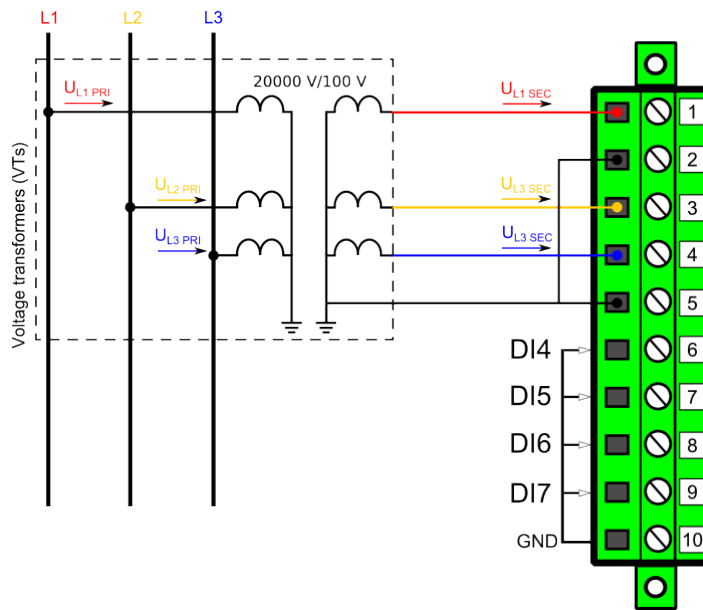 L1 L2 L3
20000 V/100 V
UL1 PRI
UL1 SEC
UL2 PRI
UL3 SEC
UL3 PRI
UL3 SEC
Voltage transformers (VTs)
1
2
3
4
5
DI4 6
DI5 7
DI6 8
DI7 9
GND 10